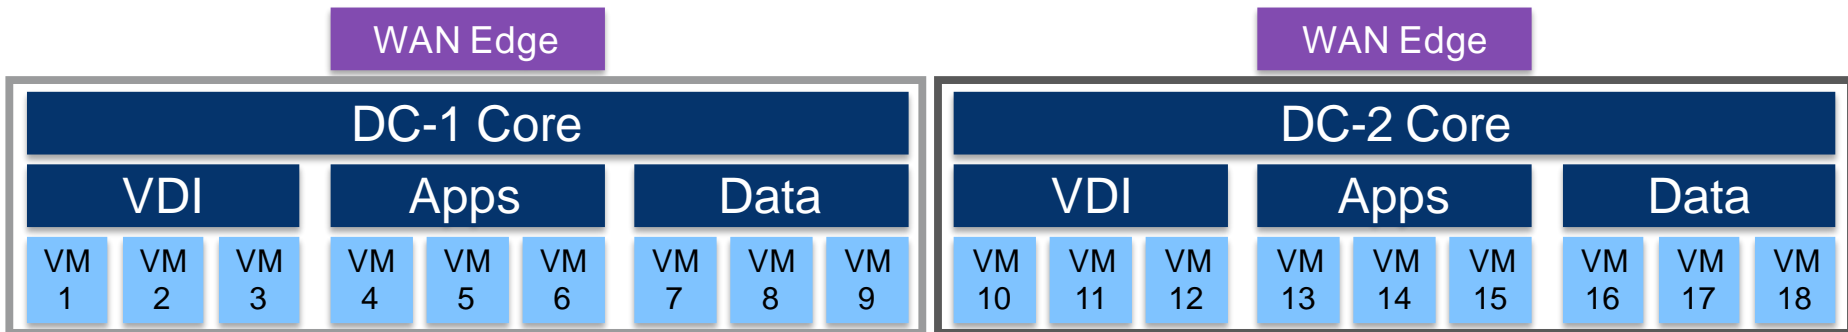 WAN Edge
WAN Edge
DC-1 Core
DC-2 Core
VDI
Apps
Data
VDI
Apps
Data
VM
1
VM
2
VM
3
VM
4
VM
5
VM
6
VM
7
VM
8
VM
9
VM
10
VM
11
VM
12
VM
13
VM
14
VM
15
VM
16
VM
17
VM
18